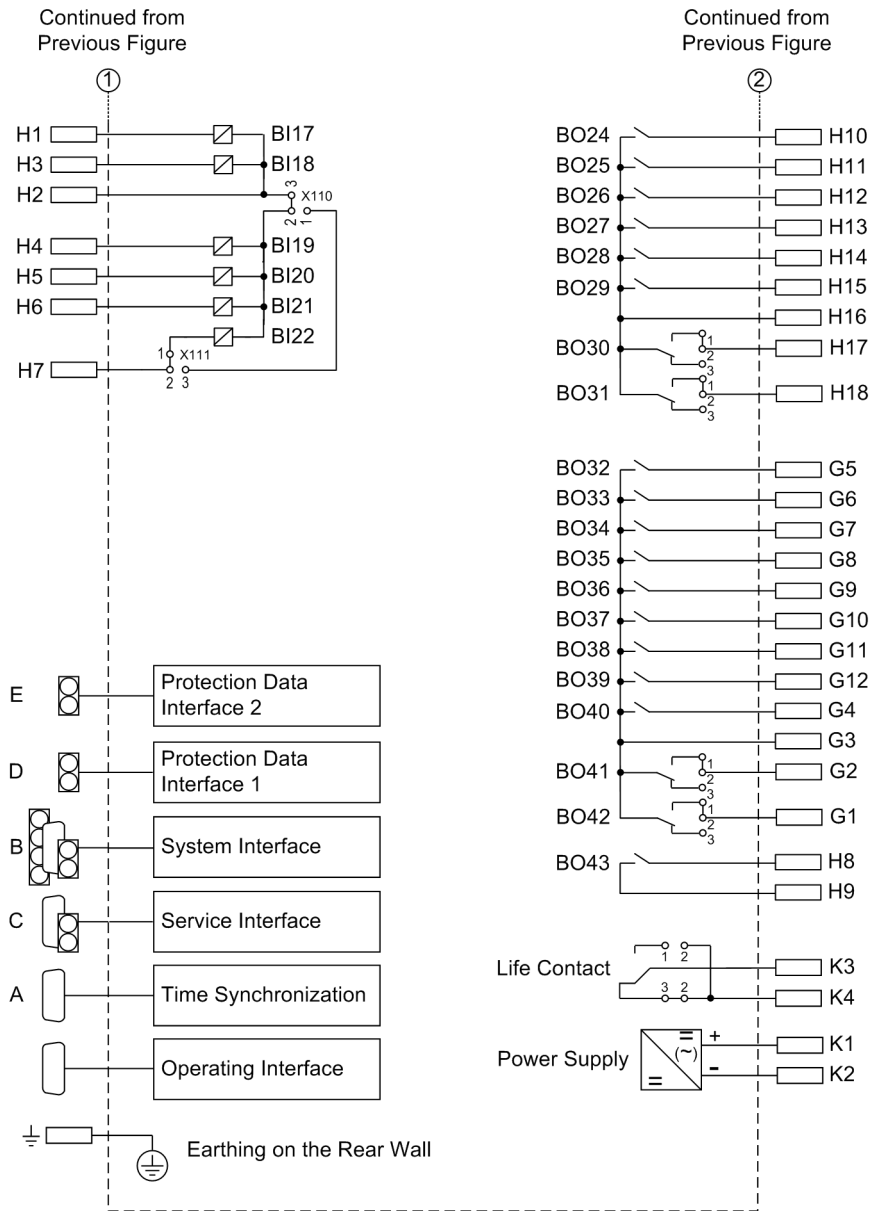 Continued from
Previous Figure
1
H1 BI17
H3 BI18
H2
3 X110
2 1
H4 BI19
H5 BI20
H6 BI21
BI22
1 X111
H7
2 3
E Protection Data
Interface 2
D Protection Data
Interface 1
B System Interface
C Service Interface
A Time Synchronization
Operating Interface
Earthing on the Rear Wall
Continued from
Previous Figure
2
BO24 H10
BO25 H11
BO26 H12
BO27 H13
BO28 H14
BO29 H15
H16
BO30 1 2 3 H17
BO31 1 2 3 H18
BO32 G5
BO33 G6
BO34 G7
BO35 G8
BO36 G9
BO37 G10
BO38 G11
BO39 G12
BO40 G4
G3
BO41 1 2 3 G2
BO42 1 2 3 G1
BO43 H8
H9
1 2
Life Contact K3
3 2 K4
Power Supply = (~) = + K1
- K2